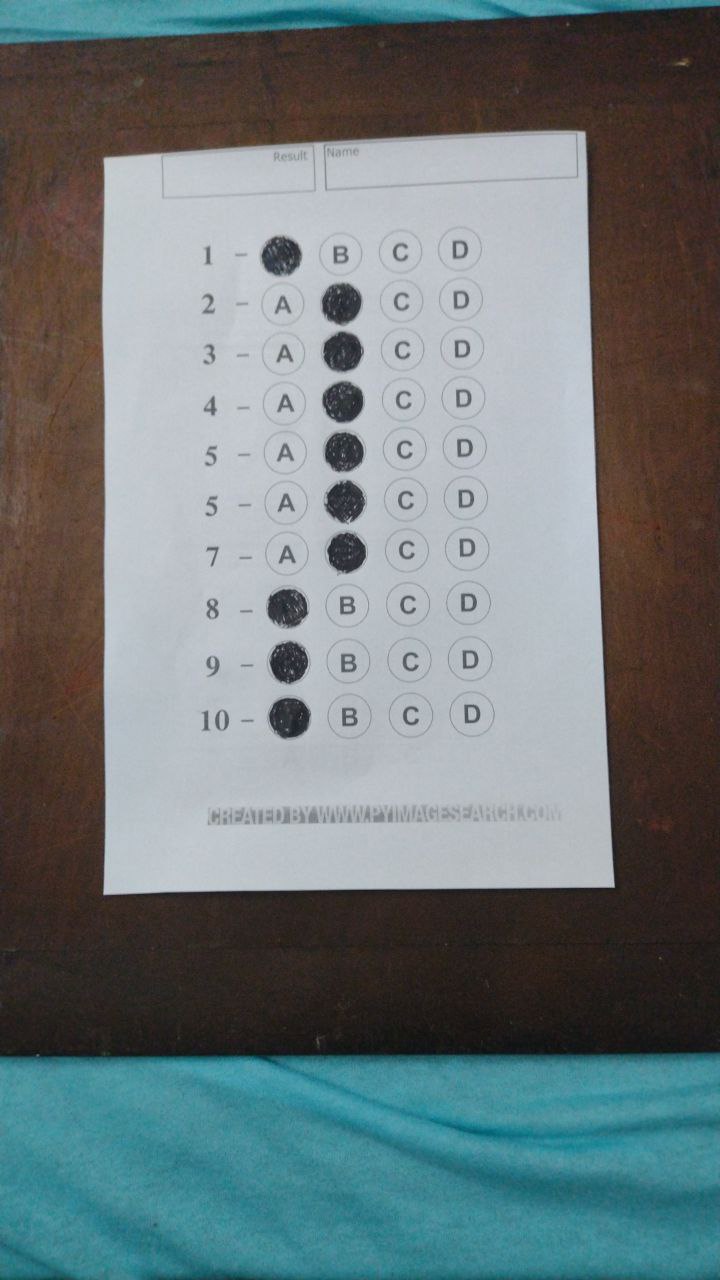 Result Name
1 - B C D
2 - A C D
3 - A C D
4 - A C D
5 - A C D
5 - A C D
7 - A C D
8 - B C D
9 - B C D
10 - B C D
CREATED BY WWW.PYIMAGESEARCH.COM